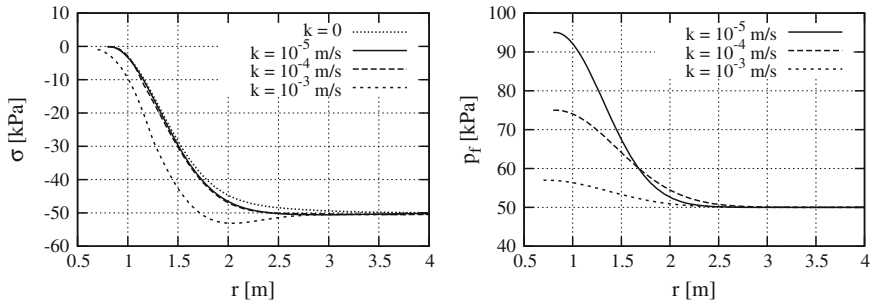 k = 0
k = 10⁻⁵ m/s
k = 10⁻⁴ m/s
k = 10⁻³ m/s
0
-10
-20
-30
-40
-50
-60
σ [kPa]
0.5 1 1.5 2 2.5 3 3.5 4
r [m]
k = 10⁻⁵ m/s
k = 10⁻⁴ m/s
k = 10⁻³ m/s
100
90
80
70
60
50
40
p_f [kPa]
0.5 1 1.5 2 2.5 3 3.5 4
r [m]